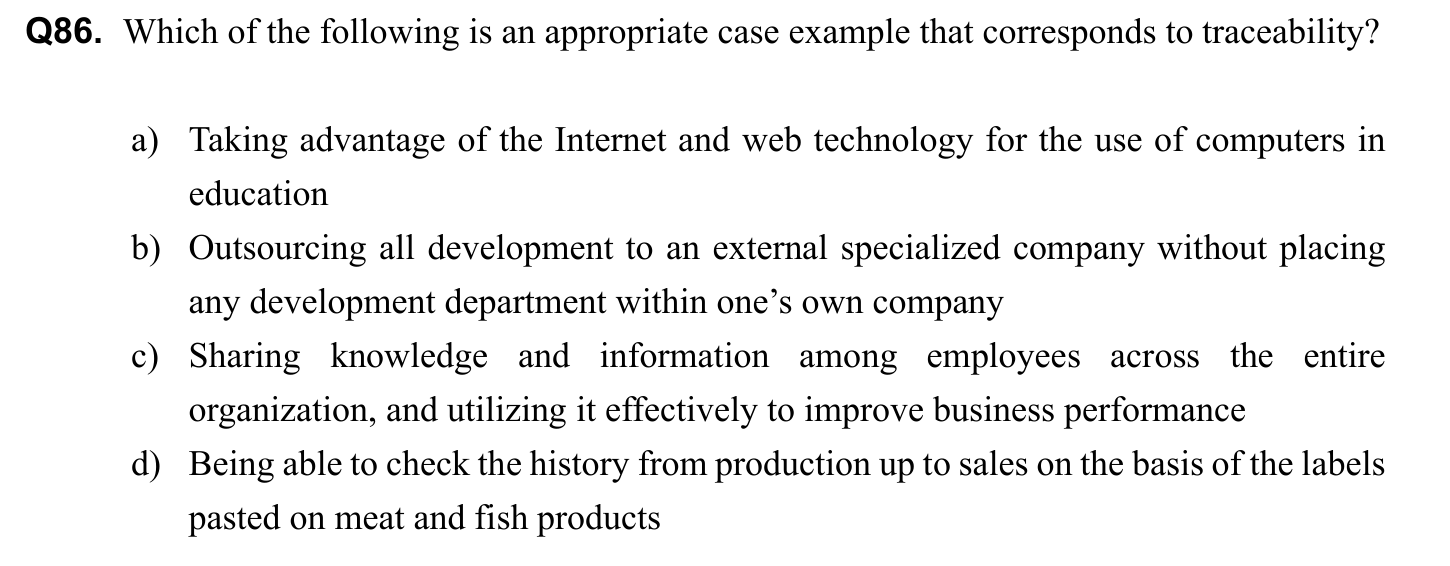 Q86. Which of the following is an appropriate case example that corresponds to traceability?
a) Taking advantage of the Internet and web technology for the use of computers in
education
b) Outsourcing all development to an external specialized company without placing
any development department within one’s own company
c) Sharing knowledge and information among employees across the entire
organization, and utilizing it effectively to improve business performance
d) Being able to check the history from production up to sales on the basis of the labels
pasted on meat and fish products